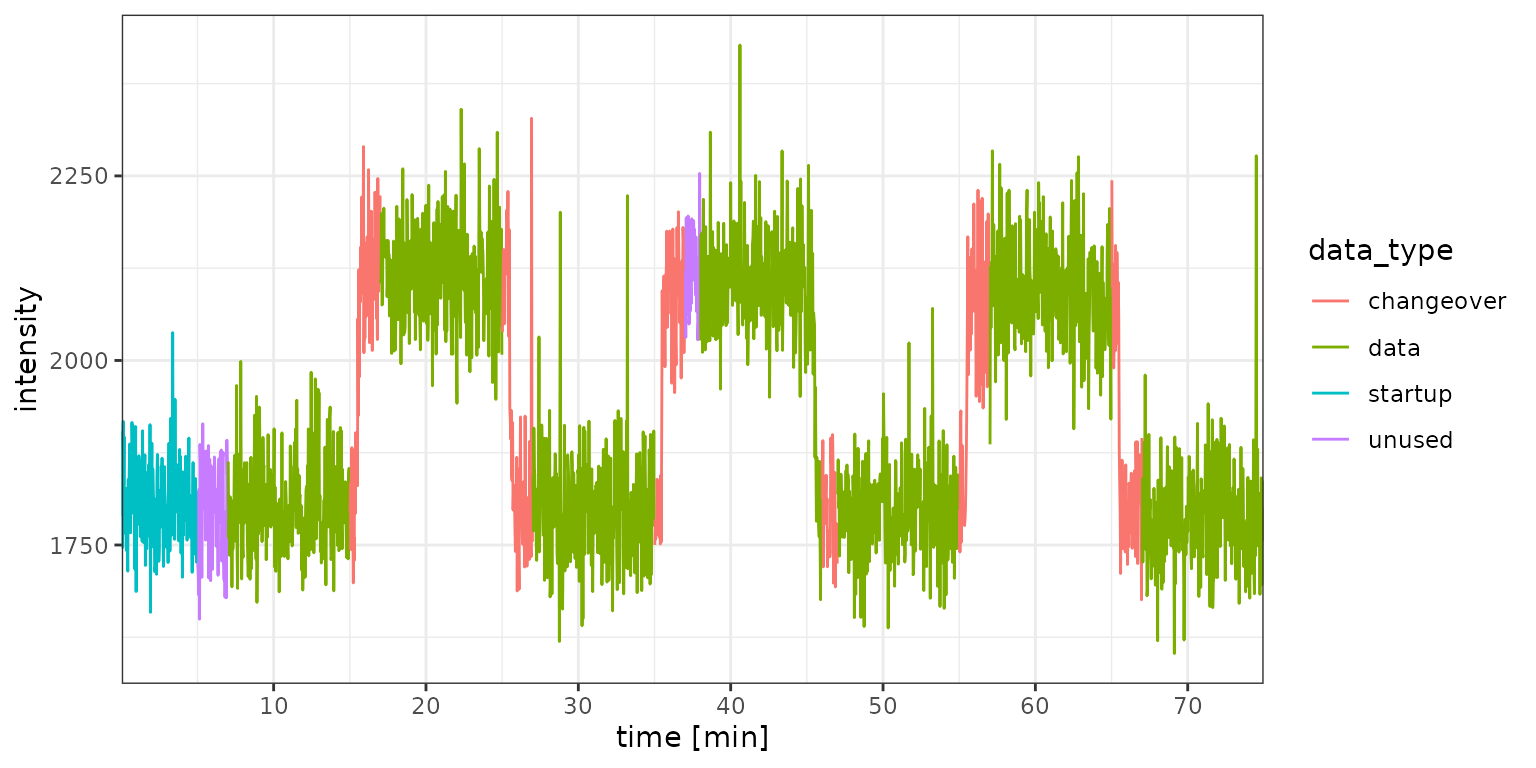 2250
2000
1750
intensity
10 20 30 40 50 60 70
time [min]
data_type
changeover
data
startup
unused